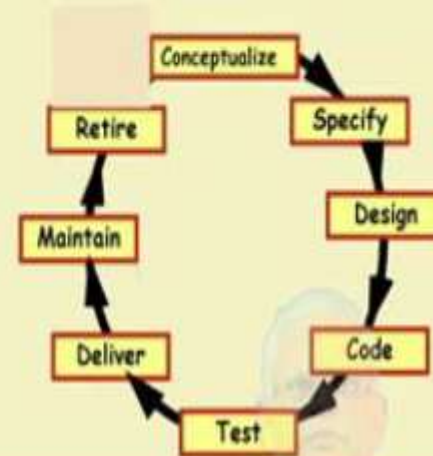 Conceptualize
Specify
Design
Code
Test
Deliver
Maintain
Retire